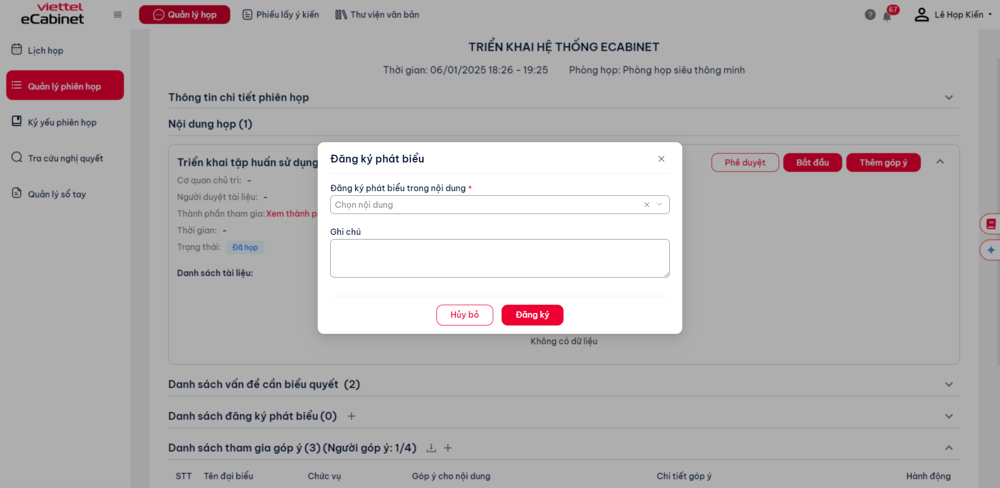 viettel
eCabinet
Quản lý họp
Phiếu lấy ý kiến
Thư viện văn bản
67
Lê Họp Kiến
Lịch họp
Quản lý phiên họp
Kỷ yếu phiên họp
Tra cứu nghị quyết
Quản lý sổ tay
TRIỂN KHAI HỆ THỐNG ECABINET
Thời gian: 06/01/2025 18:26 - 19:25 Phòng họp: Phòng họp siêu thông minh
Thông tin chi tiết phiên họp
Nội dung họp (1)
Triển khai tập huấn sử dụng
Phê duyệt
Bắt đầu
Thêm góp ý
Cơ quan chủ trì: -
Người duyệt tài liệu: -
Thành phần tham gia: Xem thành p
Thời gian: -
Trạng thái: Đã họp
Danh sách tài liệu:
Đăng ký phát biểu
Đăng ký phát biểu trong nội dung *
Chọn nội dung
Ghi chú
Hủy bỏ
Đăng ký
Không có dữ liệu
Danh sách vấn đề cần biểu quyết (2)
Danh sách đăng ký phát biểu (0)
Danh sách tham gia góp ý (3) (Người góp ý: 1/4)
STT Tên đại biểu Chức vụ Góp ý cho nội dung Chi tiết góp ý Hành động